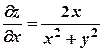 ∂z/∂x = 2x/(x² + y²)